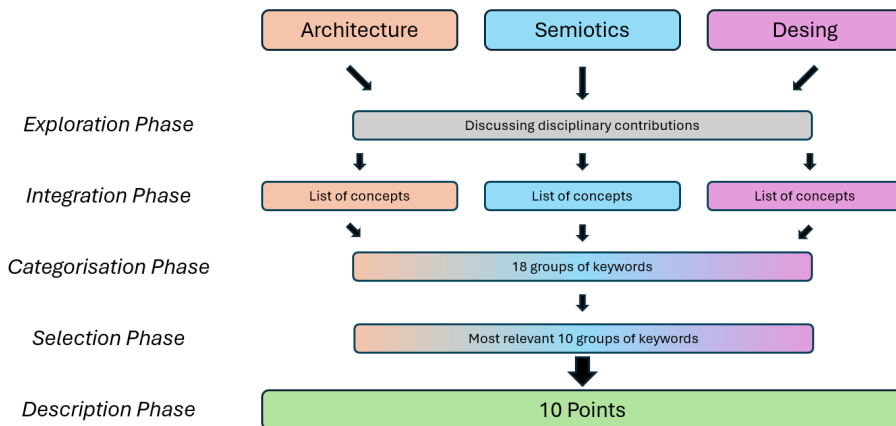 Architecture
Semiotics
Desing
Exploration Phase
Discussing disciplinary contributions
Integration Phase
List of concepts
List of concepts
List of concepts
Categorisation Phase
18 groups of keywords
Selection Phase
Most relevant 10 groups of keywords
Description Phase
10 Points